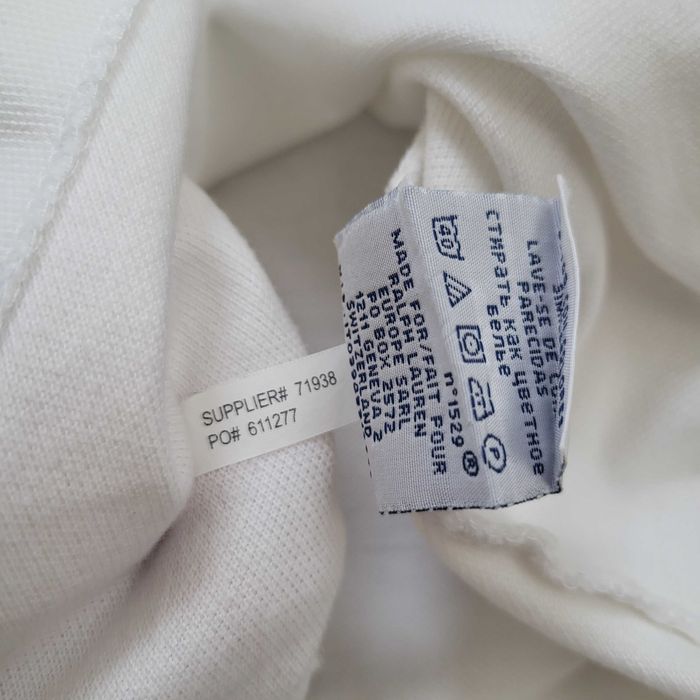 SUPPLIER# 71938
PO# 611277
LAVE-SE DE
PARECIDAS
СТИРАТЬ КАК ЦВЕТНОЕ
БЕЛЬЕ
40 P
n°1529 ®
MADE FOR/FAIT POUR
RALPH LAUREN
EUROPE SARL
PO BOX 2572
1211 GENEVA 2
SWITZERLAND